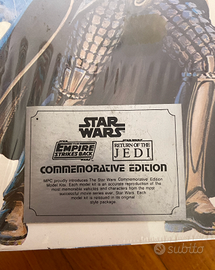 STAR
WARS
THE
EMPIRE
STRIKES BACK
STAR WARS
RETURN OF THE
JEDI
COMMEMORATIVE EDITION
MPC proudly introduces The Star Wars Commemorative Edition
Model Kits. Each model kit is an accurate reproduction of the
most memorable vehicles and characters from the most
successful movie series ever, Star Wars. Each
model kit is reissued in its original
style package.
subito